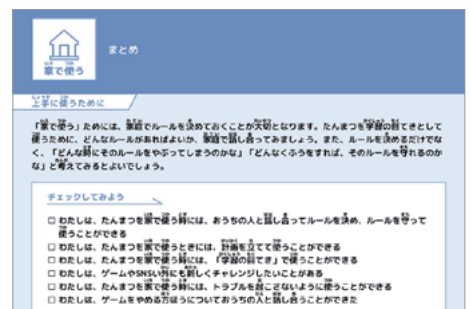 家で使う
まとめ
上手に使うために
「家で使う」ためには、家庭でルールを決めておくことが大切となります。たんまつを学習の目てきとして
使うために、どんなルールがあればよいか、家庭で話し合ってみましょう。また、ルールを決めるだけでな
く、「どんな時にそのルールをやぶってしまうのかな」「どんなくふうをすれば、そのルールを守れるのか
な」と考えてみるとよいでしょう。
チェックしてみよう
□ わたしは、たんまつを家で使う時には、おうちの人と話し合ってルールを決め、ルールを守って
使うことができる
□ わたしは、たんまつを家で使うときには、計画を立てて使うことができる
□ わたしは、たんまつを家で使う時には、「学習の目てき」で使うことができる
□ わたしは、ゲームやSNSい外にも新しくチャレンジしたいことがある
□ わたしは、たんまつを家で使う時には、トラブルを起こさないように使うことができる
□ わたしは、ゲームをやめる方ほうについておうちの人と話し合うことができた